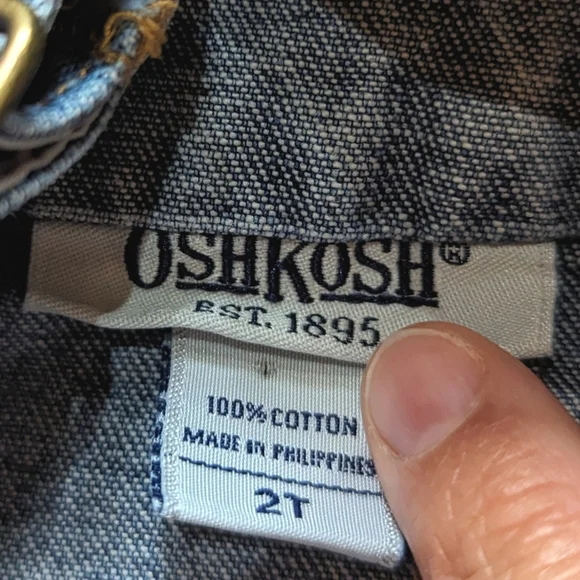 OSHKOSH®
EST. 1895
100% COTTON
MADE IN PHILIPPINES
2T